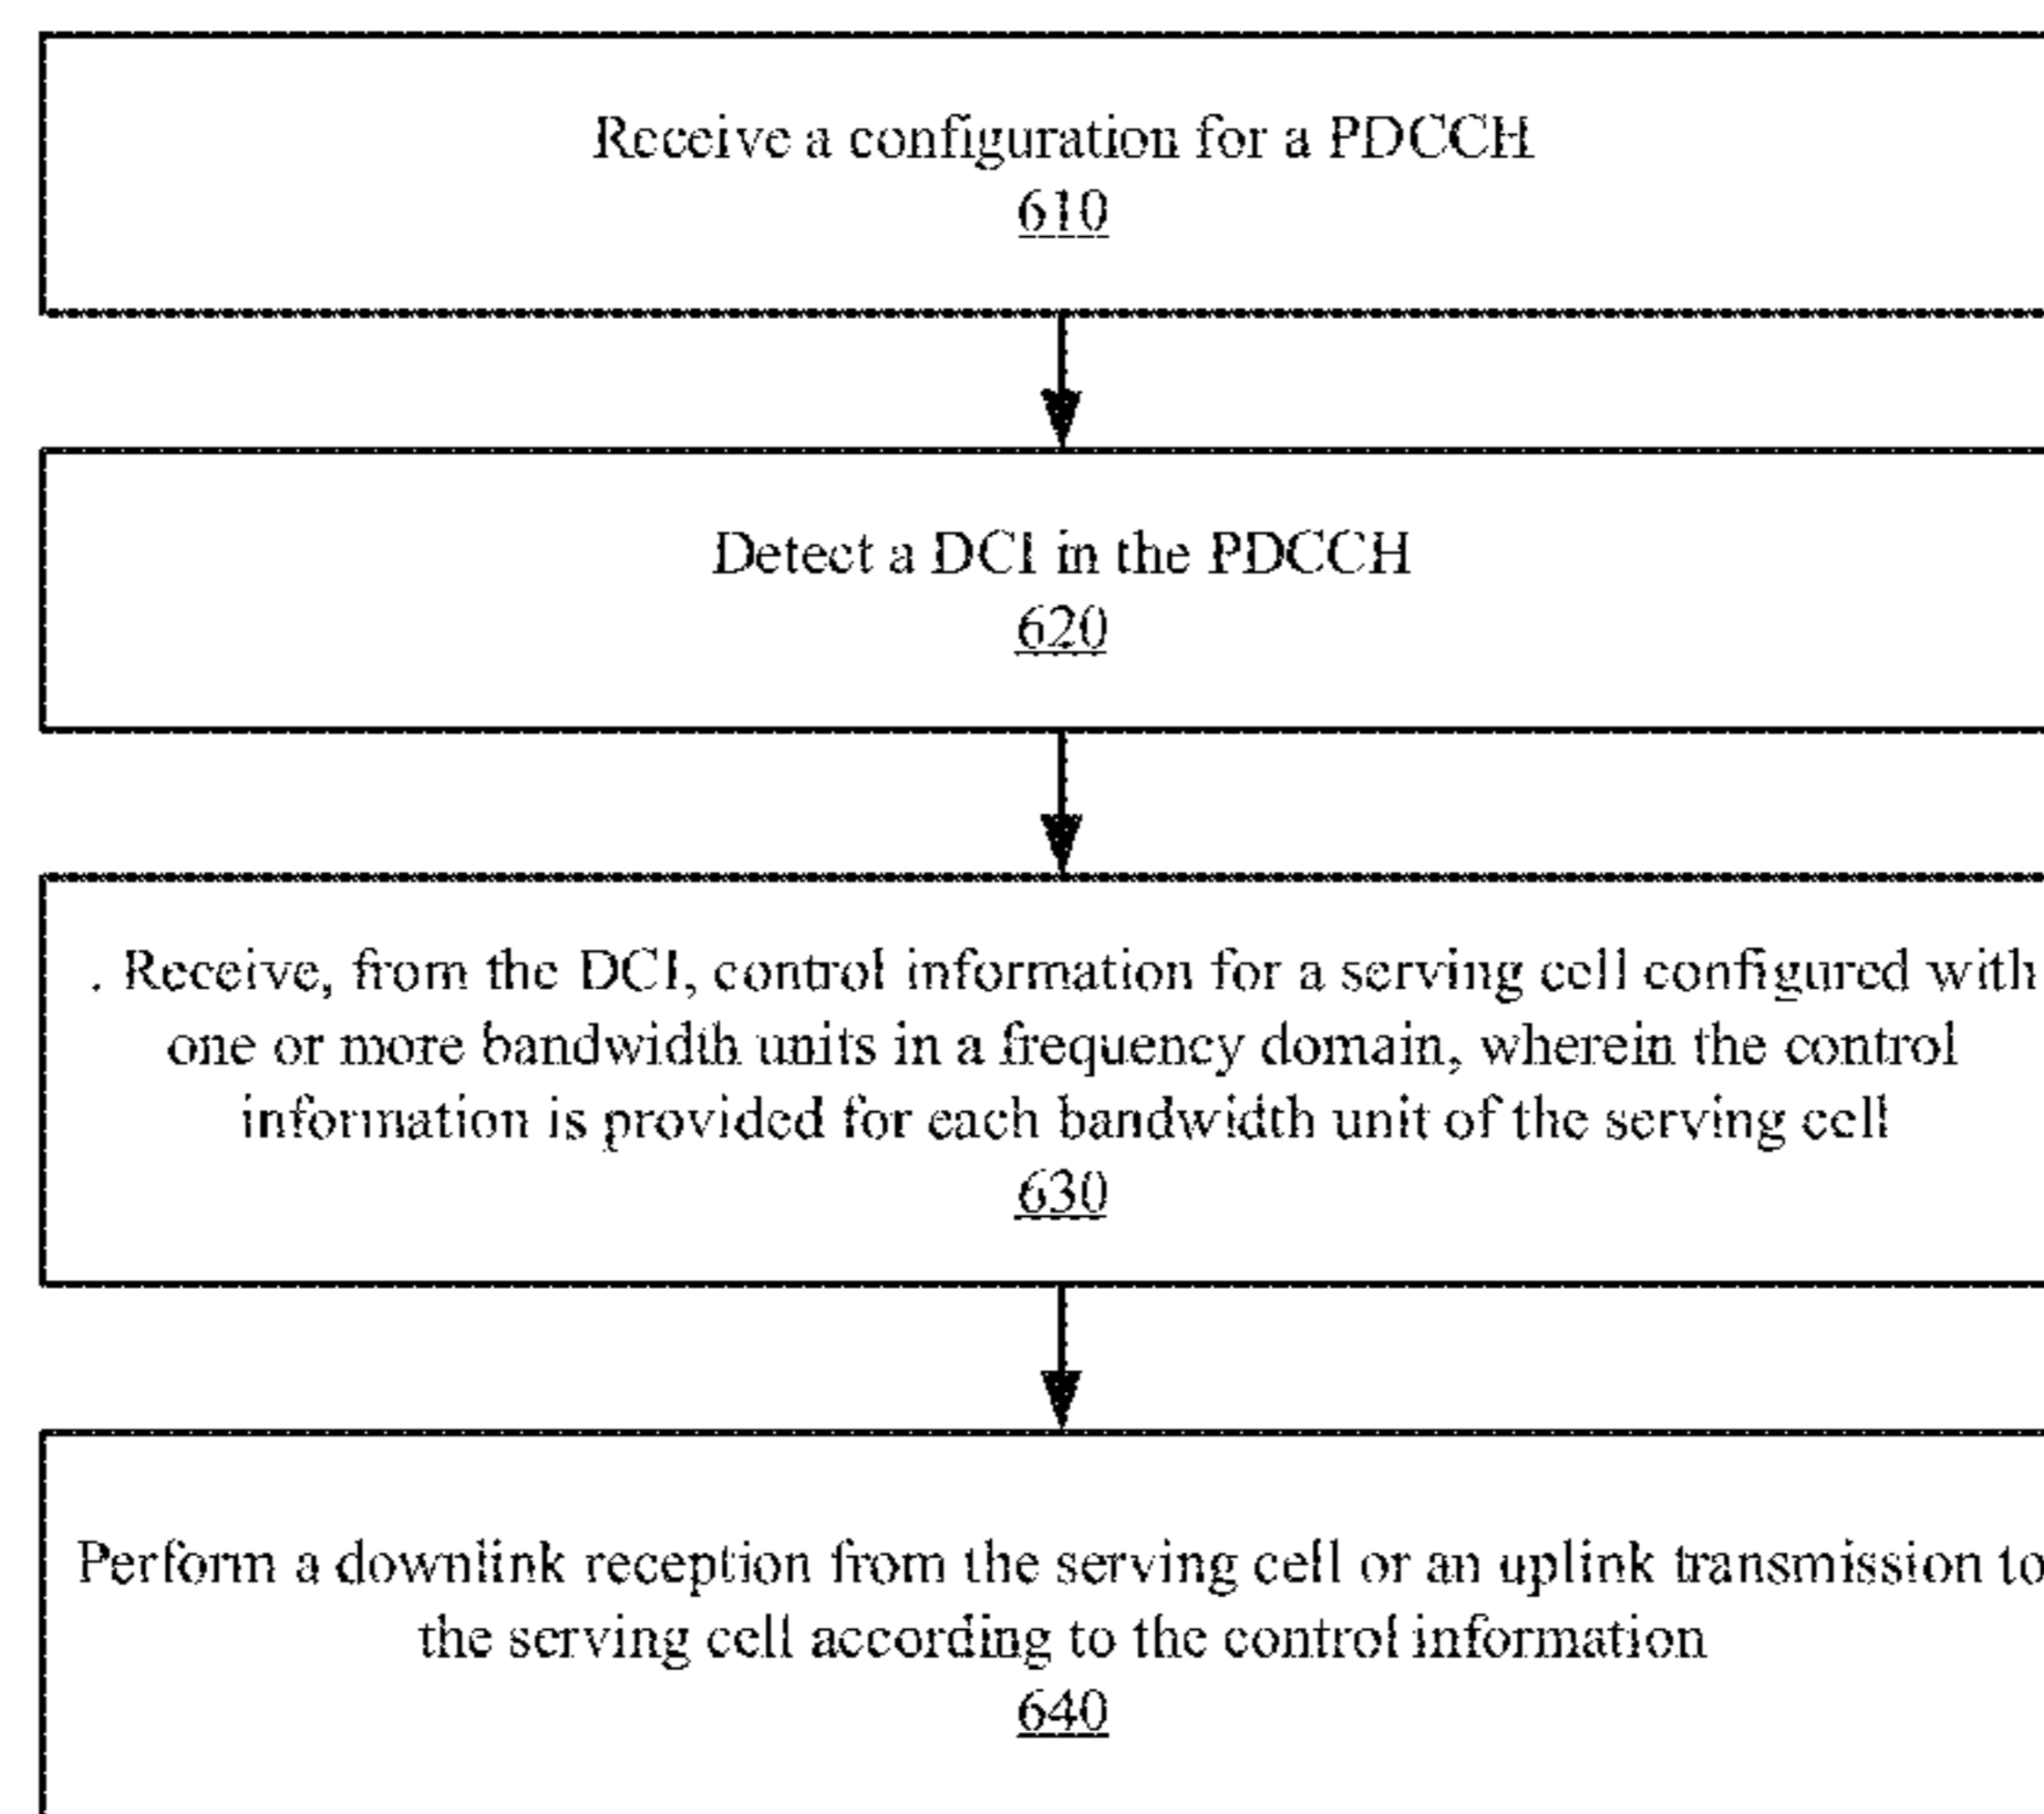 Receive a configuration for a PDCCH
610
Detect a DCI in the PDCCH
620
. Receive, from the DCI, control information for a serving cell configured with
one or more bandwidth units in a frequency domain, wherein the control
information is provided for each bandwidth unit of the serving cell
630
Perform a downlink reception from the serving cell or an uplink transmission to
the serving cell according to the control information
640